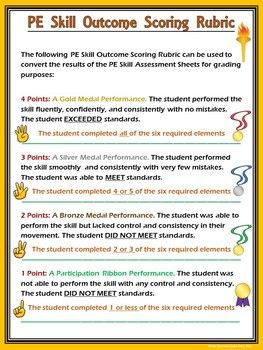 PE Skill Outcome Scoring Rubric
The following PE Skill Outcome Scoring Rubric can be used to
convert the results of the PE Skill Assessment Sheets for grading
purposes:
4 Points: A Gold Medal Performance. The student performed the
skill fluently, confidently, and consistently with no mistakes.
The student EXCEEDED standards.
The student completed all of the six required elements
3 Points: A Silver Medal Performance. The student performed
the skill smoothly and consistently with very few mistakes.
The student was able to MEET standards.
The student completed 4 or 5 of the six required elements
2 Points: A Bronze Medal Performance. The student was able to
perform the skill but lacked control and consistency in their
movement. The student DID NOT MEET standard.
The student completed 2 or 3 of the six required elements
1 Point: A Participation Ribbon Performance. The student was
not able to perform the skill with any control and consistency.
The student DID NOT MEET standards.
The student completed 1 or less of the six required elements